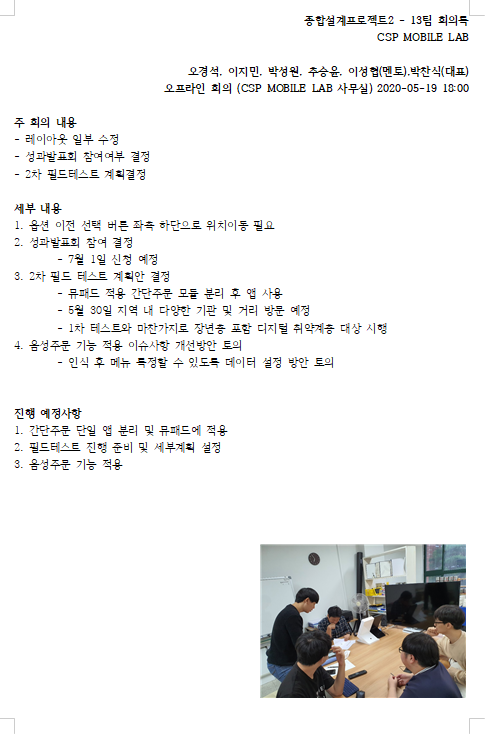 종합설계프로젝트2 - 13팀 회의록
CSP MOBILE LAB
오경석, 이지민, 박성원, 추승윤, 이성협(멘토),박찬식(대표)
오프라인 회의 (CSP MOBILE LAB 사무실) 2020-05-19 18:00
주 회의 내용
- 레이아웃 일부 수정
- 성과발표회 참여여부 결정
- 2차 필드테스트 계획결정
세부 내용
1. 옵션 이전 선택 버튼 좌측 하단으로 위치이동 필요
2. 성과발표회 참여 결정
- 7월 1일 신청 예정
3. 2차 필드 테스트 계획안 결정
- 뮤패드 적용 간단주문 모듈 분리 후 앱 사용
- 5월 30일 지역 내 다양한 기관 및 거리 방문 예정
- 1차 테스트와 마찬가지로 장년층 포함 디지털 취약계층 대상 시행
4. 음성주문 기능 적용 이슈사항 개선방안 토의
- 인식 후 메뉴 특정할 수 있도록 데이터 설정 방안 토의
진행 예정사항
1. 간단주문 단일 앱 분리 및 뮤패드에 적용
2. 필드테스트 진행 준비 및 세부계획 설정
3. 음성주문 기능 적용